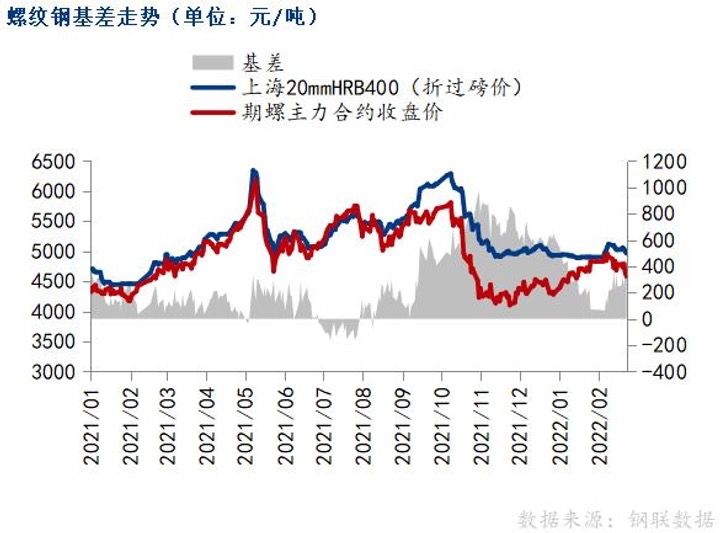 螺纹钢基差走势（单位：元/吨）
基差
上海20mmHRB400（折过磅价）
期螺主力合约收盘价
6500 1200
6000 1000
5500 800
5000 600
4500 400
4000 200
3500 0
3000 -200
-400
2021/01 2021/02 2021/03 2021/04 2021/05 2021/06 2021/07 2021/08 2021/09 2021/10 2021/11 2021/12 2022/01 2022/02
数据来源：钢联数据